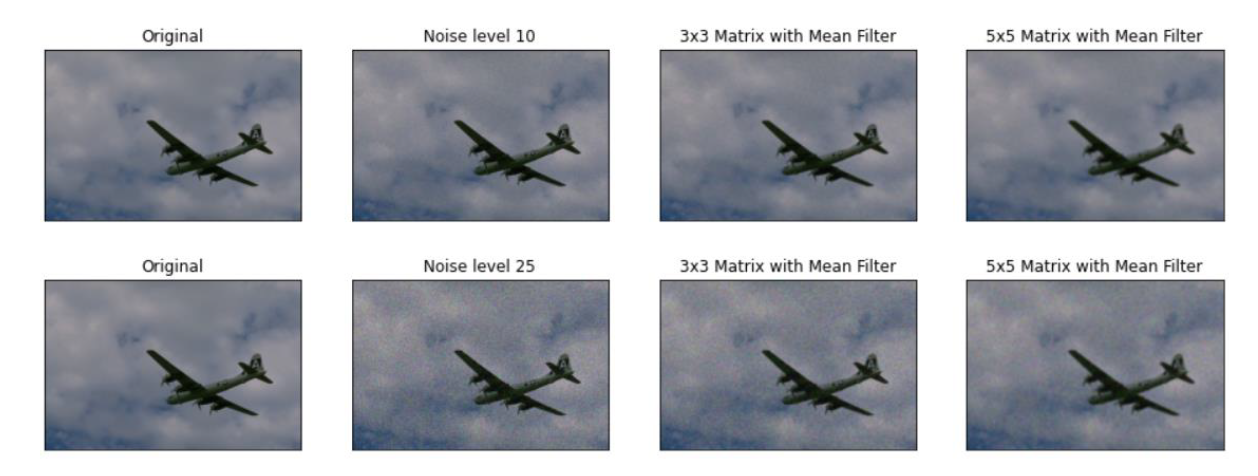 Original
Noise level 10
3x3 Matrix with Mean Filter
5x5 Matrix with Mean Filter
Original
Noise level 25
3x3 Matrix with Mean Filter
5x5 Matrix with Mean Filter